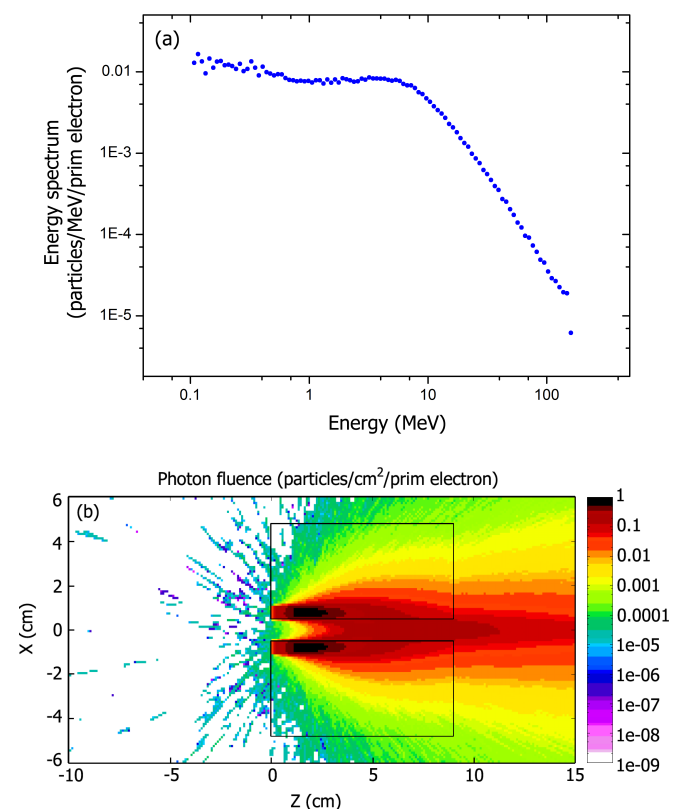 (a)
0.01
1E-3
1E-4
1E-5
Energy spectrum
(particles/MeV/prim electron)
0.1
1
10
100
Energy (MeV)
Photon fluence (particles/cm²/prim electron)
(b)
6
4
2
0
-2
-4
-6
X (cm)
-10
-5
0
5
10
15
Z (cm)
1
0.1
0.01
0.001
0.0001
1e-05
1e-06
1e-07
1e-08
1e-09